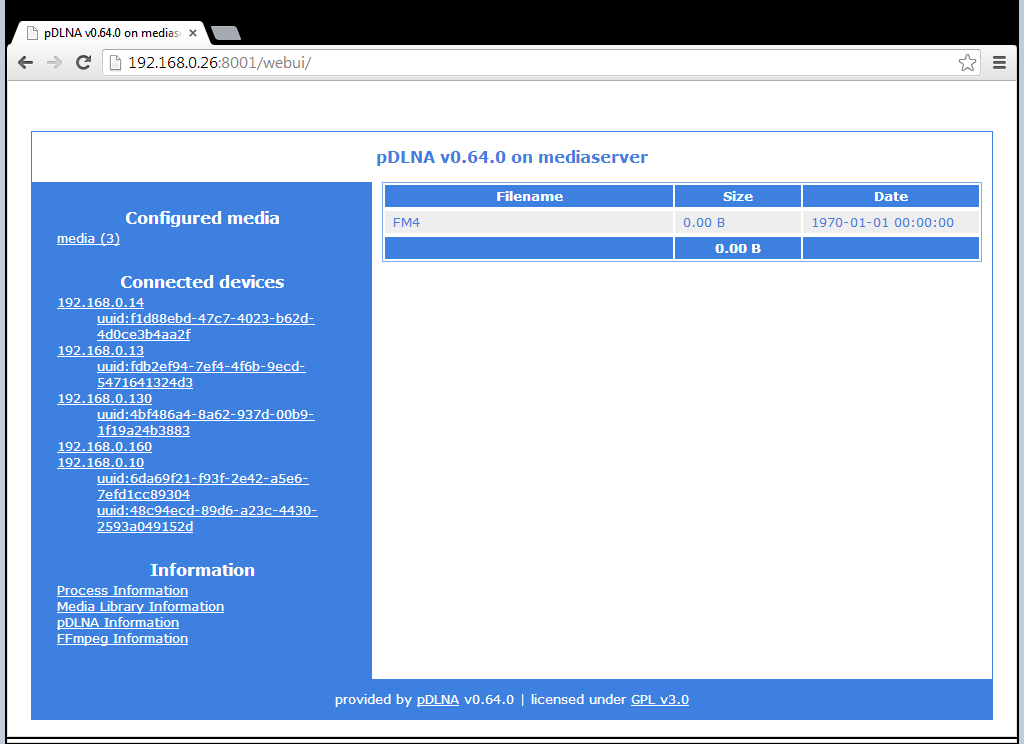 pDLNA v0.64.0 on medias
192.168.0.26:8001/webui/
pDLNA v0.64.0 on mediaserver
Configured media
media (3)
Connected devices
192.168.0.14
uuid:f1d88ebd-47c7-4023-b62d-
4d0ce3b4aa2f
192.168.0.13
uuid:fdb2ef94-7ef4-4f6b-9ecd-
5471641324d3
192.168.0.130
uuid:4bf486a4-8a62-937d-00b9-
1f19a24b3883
192.168.0.160
192.168.0.10
uuid:6da69f21-f93f-2e42-a5e6-
7efd1cc89304
uuid:48c94ecd-89d6-a23c-4430-
2593a049152d
Information
Process Information
Media Library Information
pDLNA Information
FFmpeg Information
Filename Size Date
FM4 0.00 B 1970-01-01 00:00:00
0.00 B
provided by pDLNA v0.64.0 | licensed under GPL v3.0